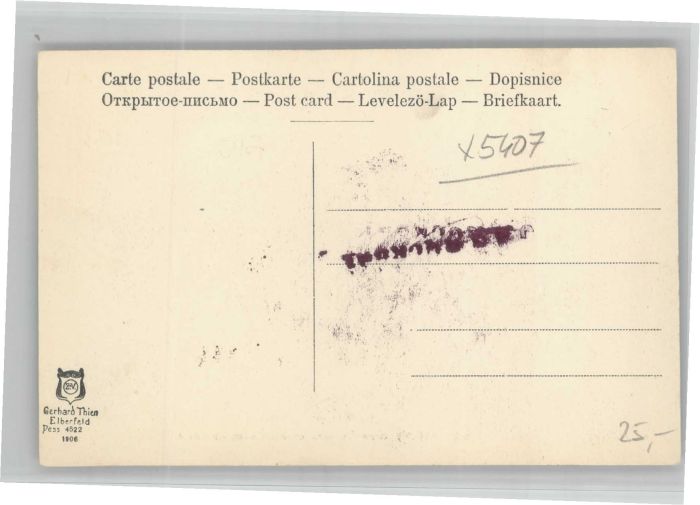 Carte postale — Postkarte — Cartolina postale — Dopisnice
Открытое-письмо — Post card — Levelezö-Lap — Briefkaart.
x5407
Gerhard Thien
Elberfeld
Dess 4522
1906
25,-